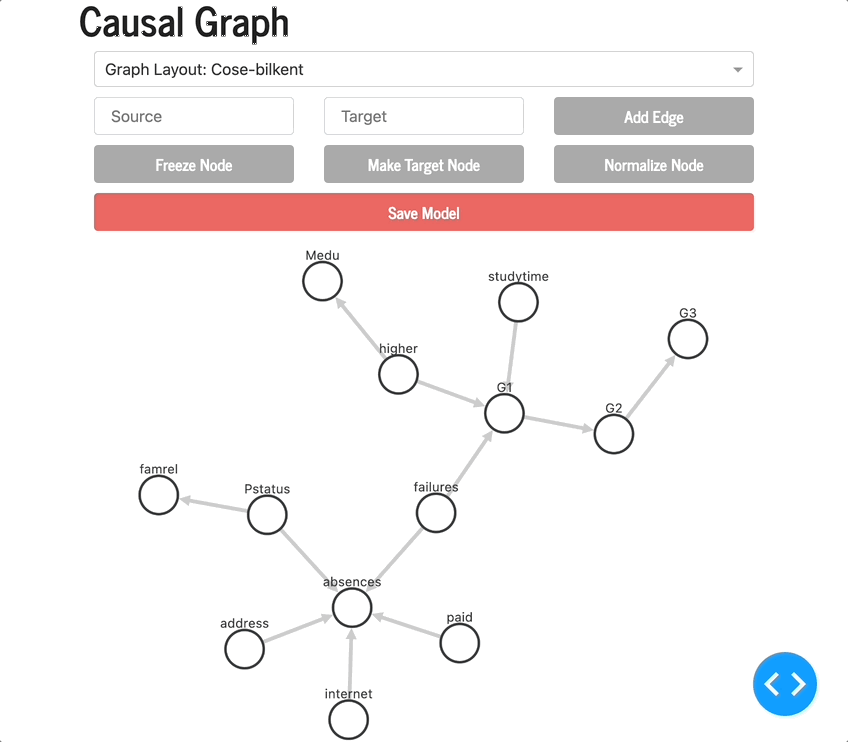 Causal Graph
Graph Layout: Cose-bilkent
Source
Target
Add Edge
Freeze Node
Make Target Node
Normalize Node
Save Model
Medu
studytime
G3
higher
G1
G2
famrel
Pstatus
failures
absences
address
paid
internet